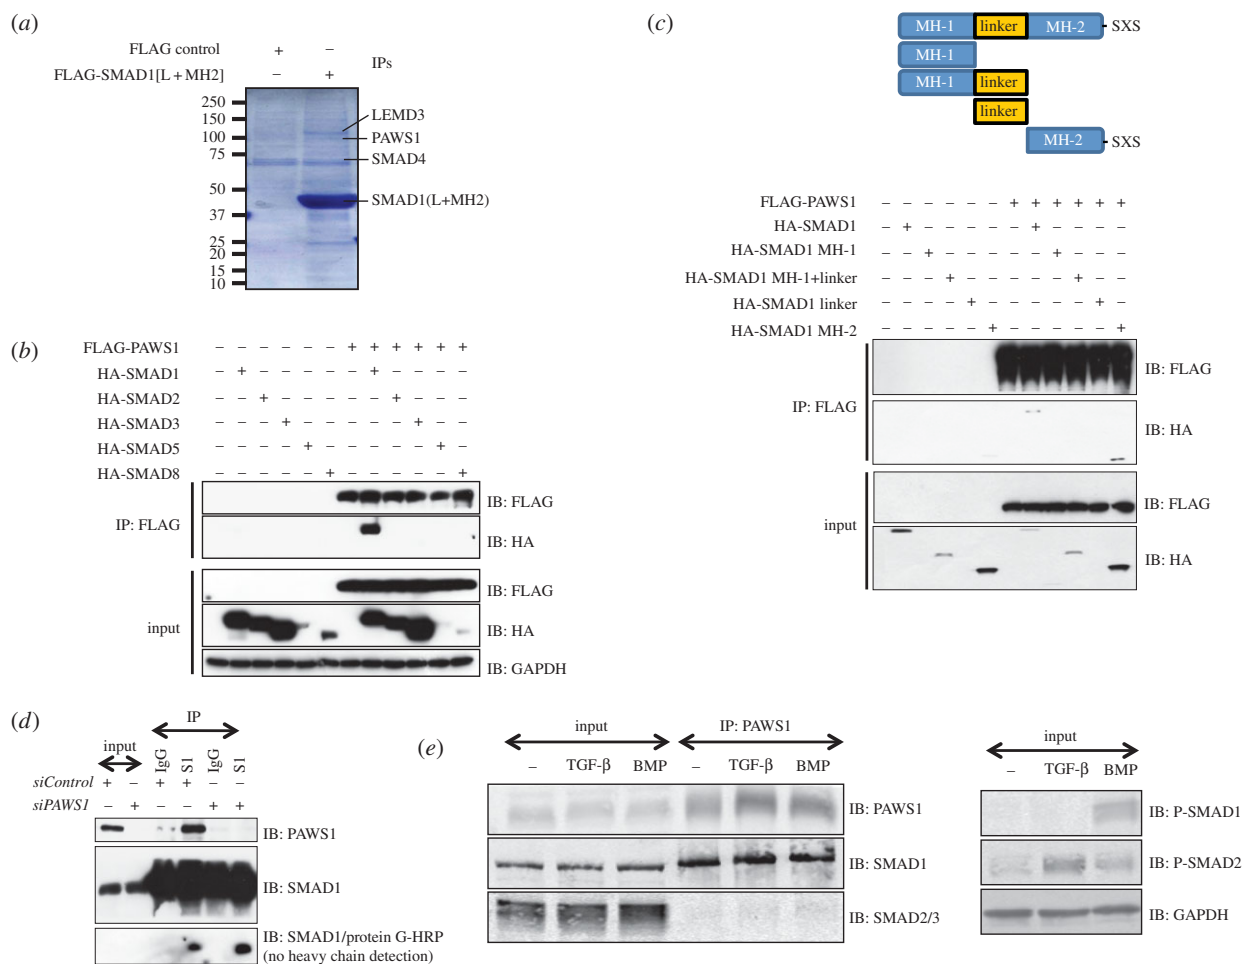 (a)
FLAG control + –
FLAG-SMAD1[L + MH2] – +
IPs
250
150
100
75
50
37
25
20
15
10
LEMD3
PAWS1
SMAD4
SMAD1(L+MH2)
(b)
FLAG-PAWS1 – – – – – – + + + + + +
HA-SMAD1 – + – – – – – + – – – –
HA-SMAD2 – – + – – – – – + – – –
HA-SMAD3 – – – + – – – – – + – –
HA-SMAD5 – – – – + – – – – – + –
HA-SMAD8 – – – – – + – – – – – +
IP: FLAG
IB: FLAG
IB: HA
input
IB: FLAG
IB: HA
IB: GAPDH
(c)
MH-1 linker MH-2 SXS
MH-1
MH-1 linker
linker
MH-2 SXS
FLAG-PAWS1 – – – – – – + + + + + +
HA-SMAD1 – + – – – – – + – – – –
HA-SMAD1 MH-1 – – + – – – – – + – – –
HA-SMAD1 MH-1+linker – – – + – – – – – + – –
HA-SMAD1 linker – – – – + – – – – – + –
HA-SMAD1 MH-2 – – – – – + – – – – – +
IP: FLAG
IB: FLAG
IB: HA
input
IB: FLAG
IB: HA
(d)
IP
input
IgG S1 IgG S1
siControl + – + + – –
siPAWS1 – + – – + +
IB: PAWS1
IB: SMAD1
IB: SMAD1/protein G-HRP
(no heavy chain detection)
(e)
input IP: PAWS1
– TGF-β BMP – TGF-β BMP
IB: PAWS1
IB: SMAD1
IB: SMAD2/3
input
– TGF-β BMP
IB: P-SMAD1
IB: P-SMAD2
IB: GAPDH